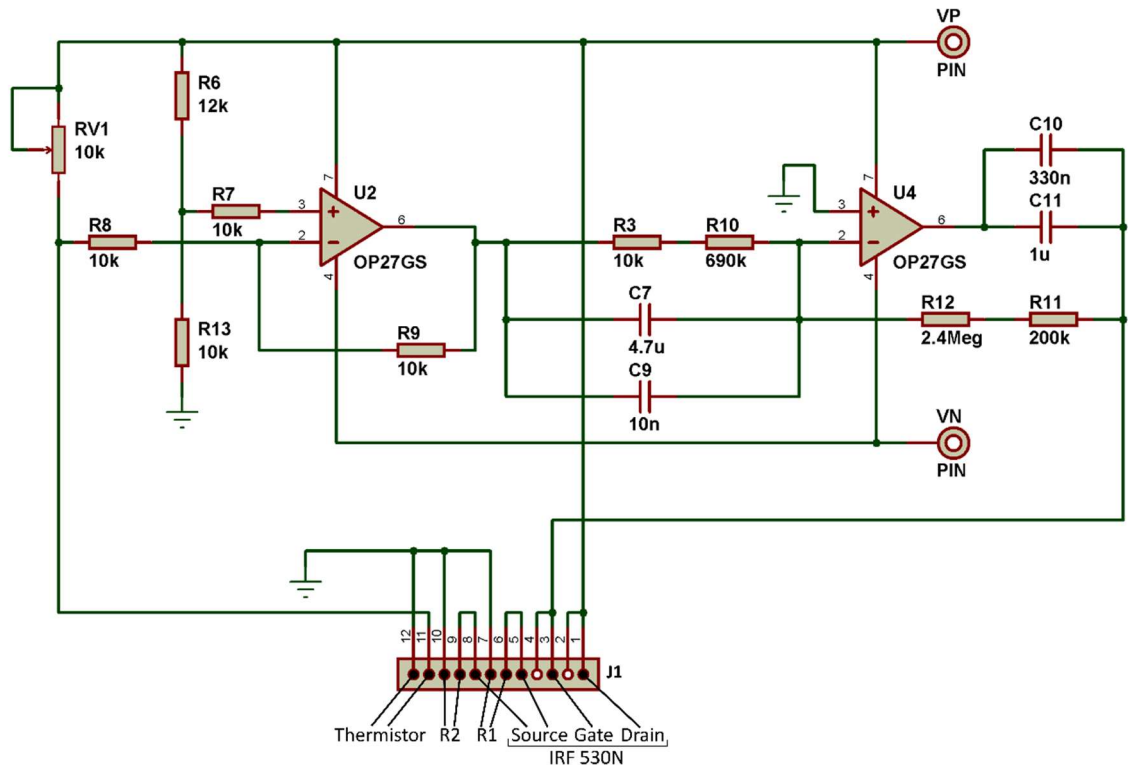 VP
PIN
R6
12k
RV1
10k
C10
330n
R7
10k
3
7
U2
6
3
7
U4
6
C11
1u
R8
10k
2
4
OP27GS
R3
10k
R10
690k
2
4
OP27GS
C7
4.7u
R12
2.4Meg
R11
200k
R13
10k
R9
10k
C9
10n
VN
PIN
12
11
10
9
8
7
6
5
4
3
2
1
J1
Thermistor R2 R1 Source Gate Drain
IRF 530N